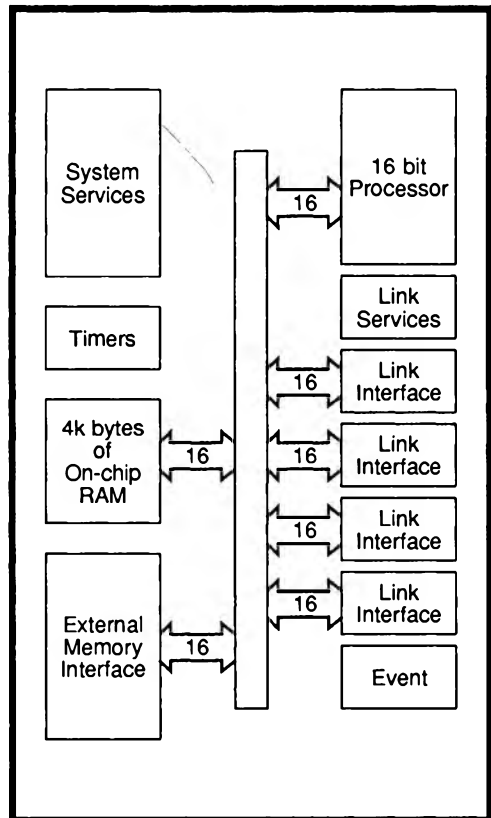 System
Services
16 bit
Processor
16
Link
Services
Timers
Link
Interface
16
4k bytes
of
On-chip
RAM
16
Link
Interface
16
Link
Interface
16
Link
Interface
16
External
Memory
Interface
16
Event